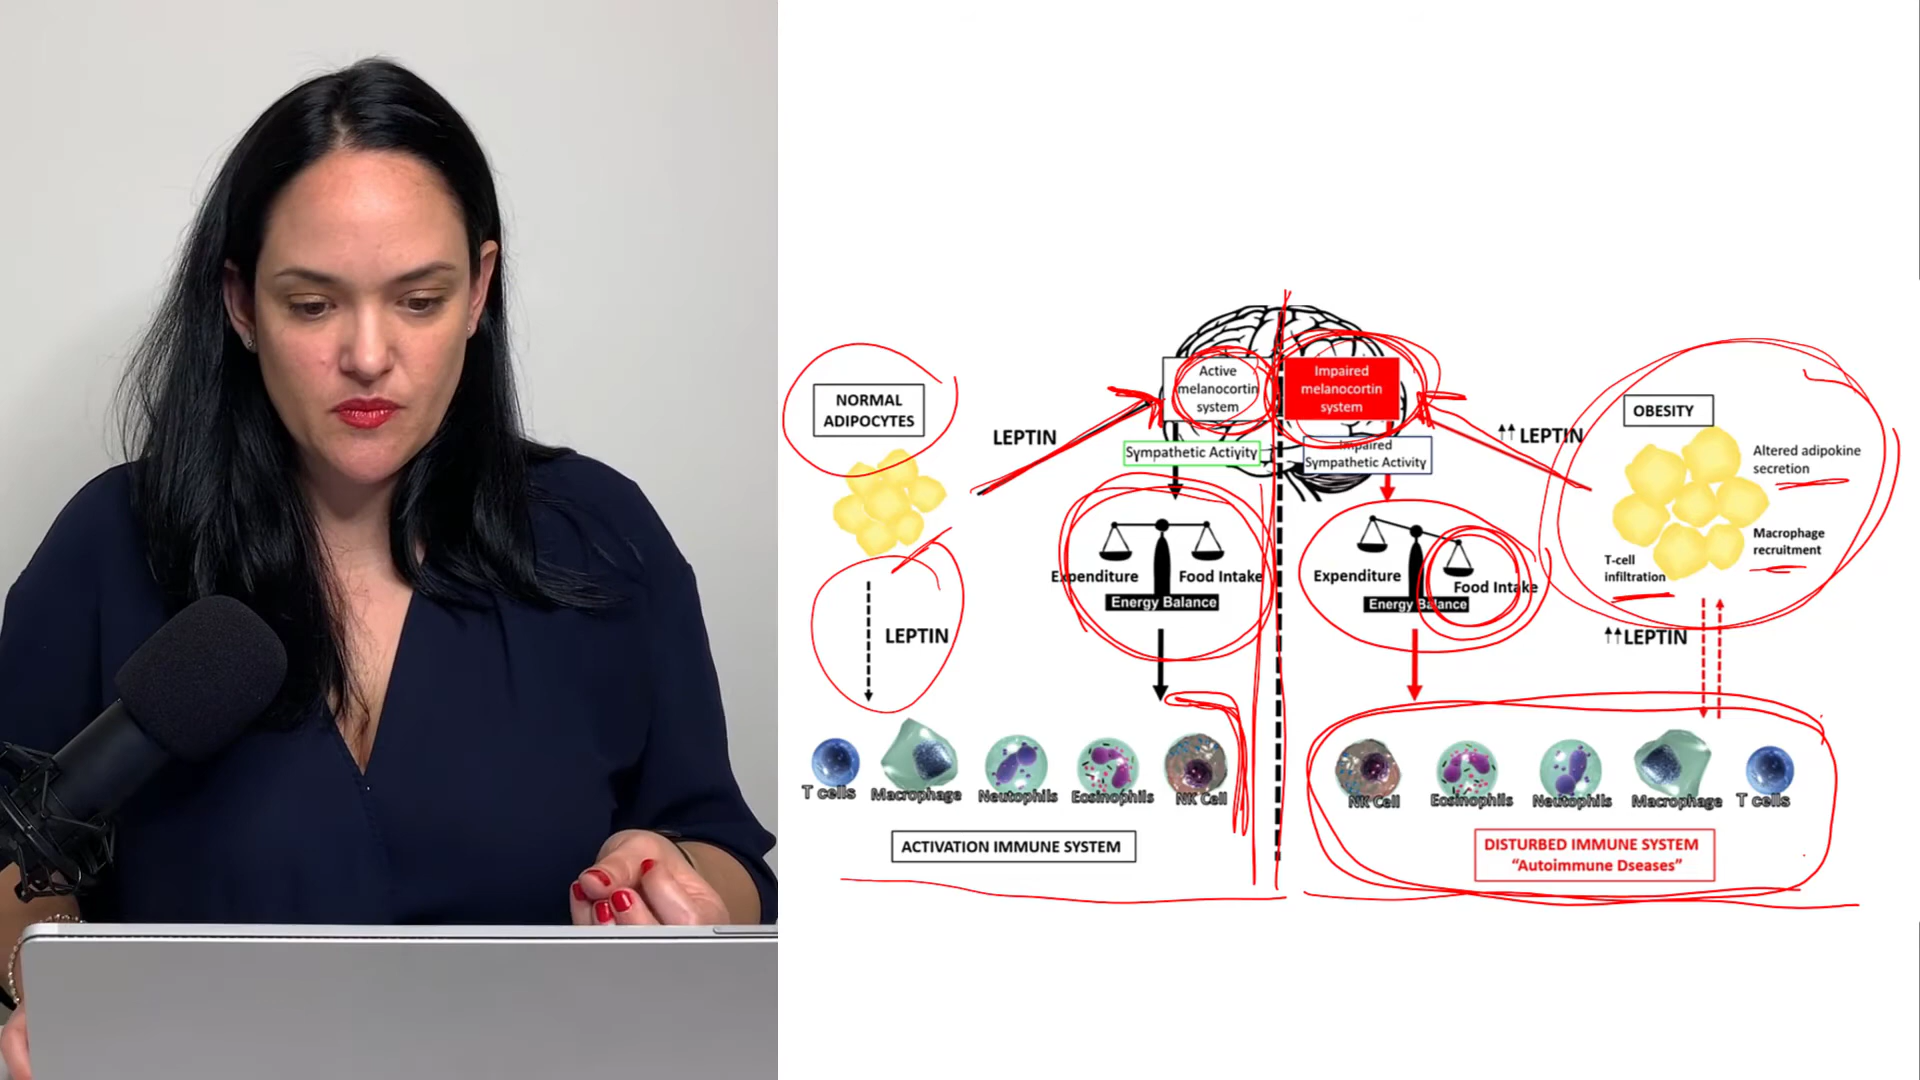 Active
melanocortin
system
Impaired
melanocortin
system
NORMAL
ADIPOCYTES
OBESITY
LEPTIN
↑↑ LEPTIN
Sympathetic Activity
Impaired
Sympathetic Activity
Altered adipokine
secretion
Macrophage
recruitment
T-cell
infiltration
Expenditure
Food Intake
Energy Balance
Expenditure
Food Intake
Energy Balance
LEPTIN
↑↑LEPTIN
T cells
Macrophage
Neutophils
Eosinophils
NK Cell
NK Cell
Eosinophils
Neutophils
Macrophage
T cells
ACTIVATION IMMUNE SYSTEM
DISTURBED IMMUNE SYSTEM
“Autoimmune Dseases”